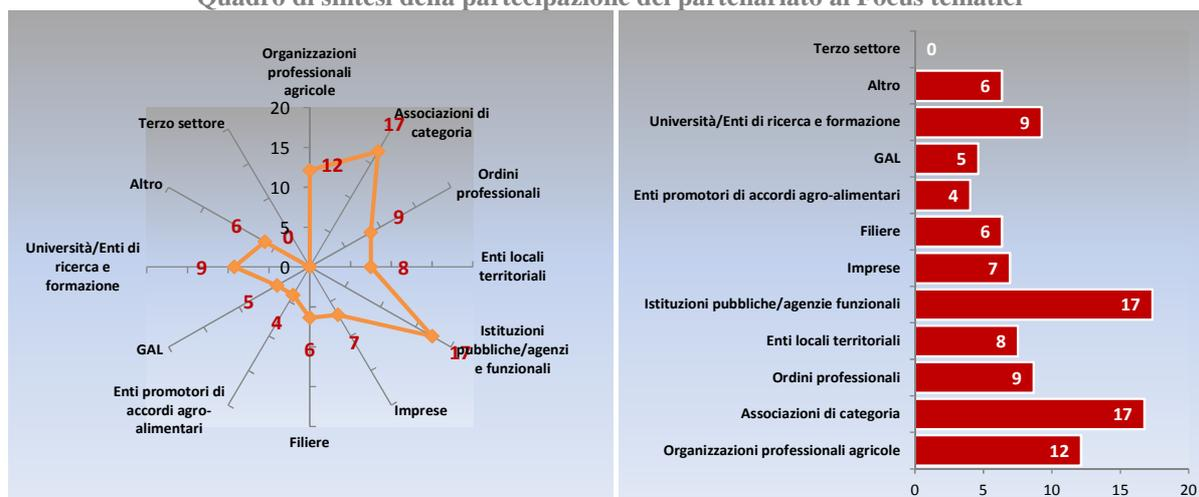 Quadro di sintesi della partecipazione del partenariato ai Focus tematici
Organizzazioni
professionali
agricole
Associazioni di
categoria
Ordini
professionali
Enti locali
territoriali
Istituzioni
pubbliche/agenzi
e funzionali
Imprese
Filiere
Enti promotori di
accordi agro-
alimentari
GAL
Università/Enti di
ricerca e
formazione
Altro
Terzo settore
20
15
10
5
0
12
17
9
8
17
7
6
4
5
9
6
0
Terzo settore 0
Altro 6
Università/Enti di ricerca e formazione 9
GAL 5
Enti promotori di accordi agro-alimentari 4
Filiere 6
Imprese 7
Istituzioni pubbliche/agenzie funzionali 17
Enti locali territoriali 8
Ordini professionali 9
Associazioni di categoria 17
Organizzazioni professionali agricole 12
0 5 10 15 20